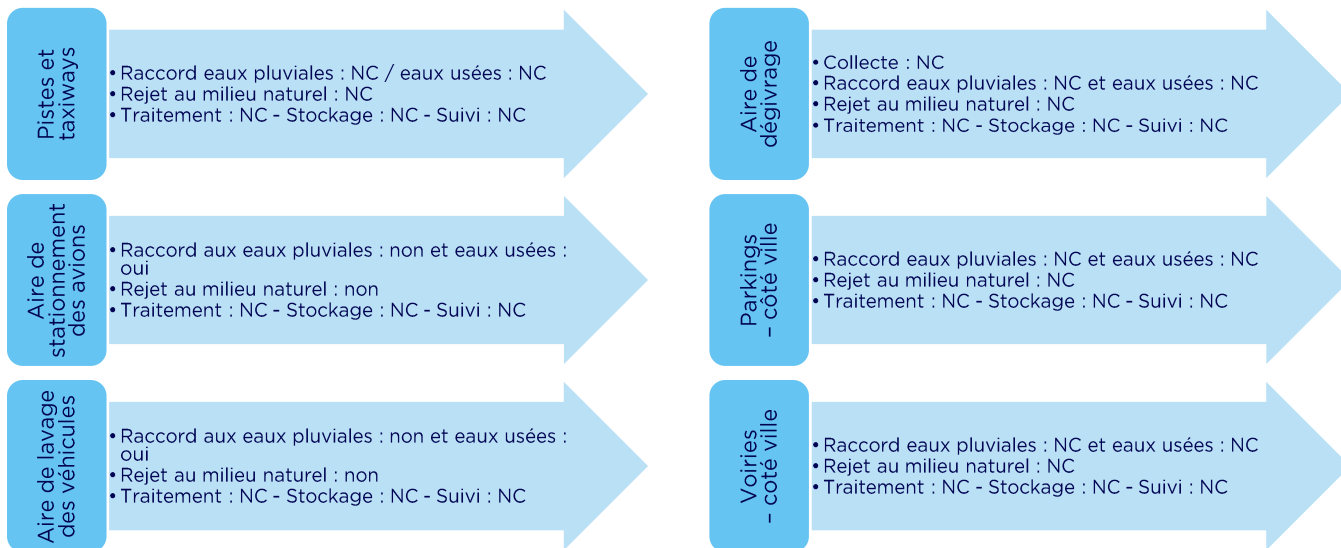 Pistes et
taxiways
• Raccord eaux pluviales : NC / eaux usées : NC
• Rejet au milieu naturel : NC
• Traitement : NC - Stockage : NC - Suivi : NC
Aire de
dégivrage
• Collecte : NC
• Raccord eaux pluviales : NC et eaux usées : NC
• Rejet au milieu naturel : NC
• Traitement : NC - Stockage : NC - Suivi : NC
Aire de
stationnement
des avions
• Raccord aux eaux pluviales : non et eaux usées :
oui
• Rejet au milieu naturel : non
• Traitement : NC - Stockage : NC - Suivi : NC
Parkings
– côté ville
• Raccord eaux pluviales : NC et eaux usées : NC
• Rejet au milieu naturel : NC
• Traitement : NC - Stockage : NC - Suivi : NC
Aire de lavage
des véhicules
• Raccord aux eaux pluviales : non et eaux usées :
oui
• Rejet au milieu naturel : non
• Traitement : NC - Stockage : NC - Suivi : NC
Voiries
– coté ville
• Raccord eaux pluviales : NC et eaux usées : NC
• Rejet au milieu naturel : NC
• Traitement : NC - Stockage : NC - Suivi : NC